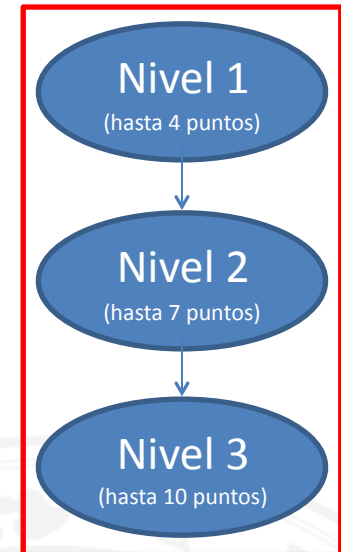 Nivel 1
(hasta 4 puntos)
Nivel 2
(hasta 7 puntos)
Nivel 3
(hasta 10 puntos)